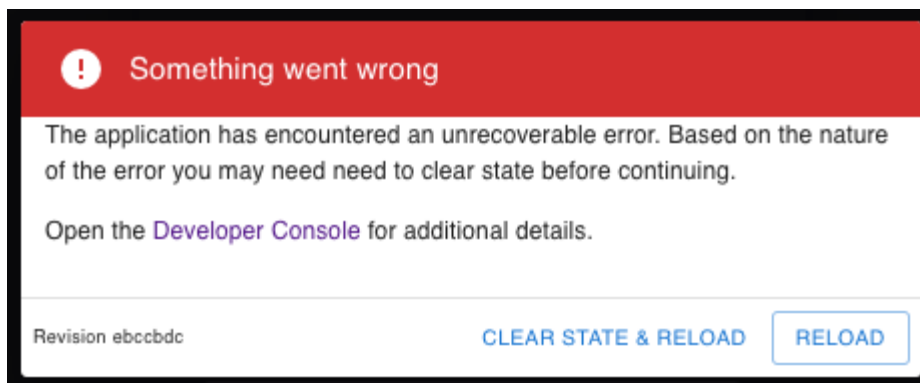 Something went wrong
The application has encountered an unrecoverable error. Based on the nature
of the error you may need need to clear state before continuing.
Open the Developer Console for additional details.
Revision ebccbdc
CLEAR STATE & RELOAD
RELOAD